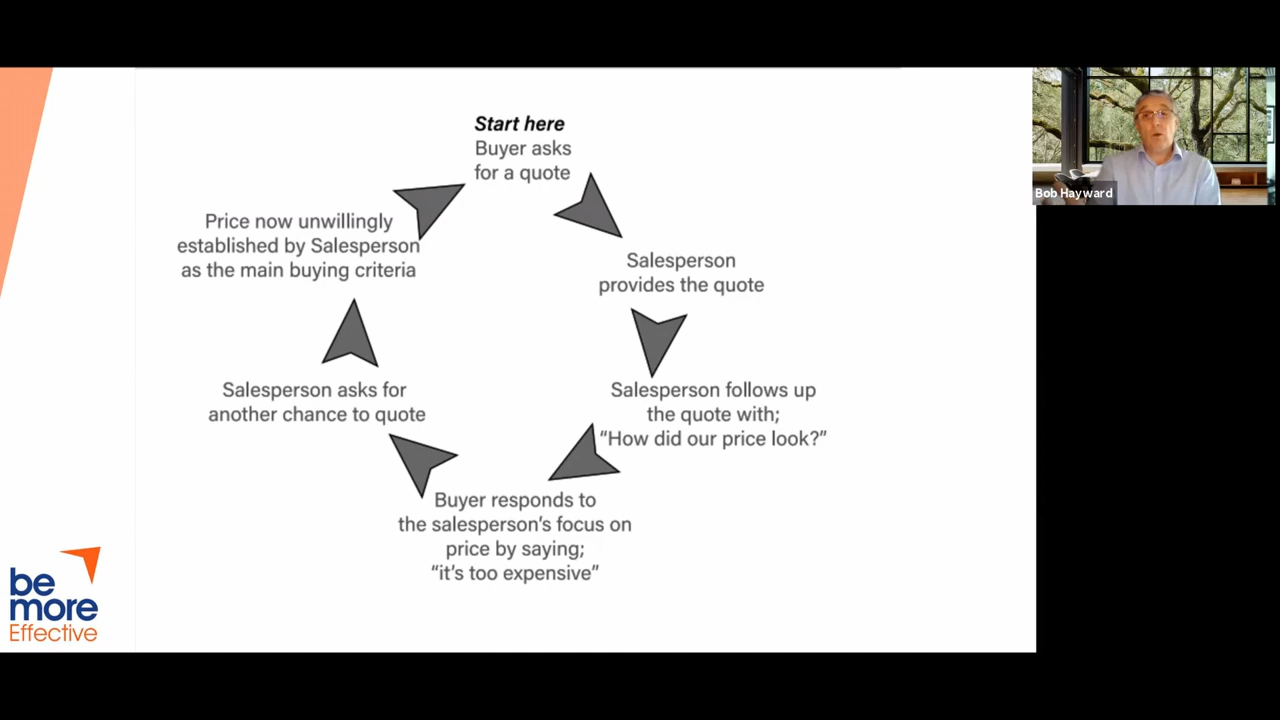 Start here
Buyer asks
for a quote
Salesperson
provides the quote
Salesperson follows up
the quote with;
“How did our price look?”
Buyer responds to
the salesperson’s focus on
price by saying;
“it’s too expensive”
Salesperson asks for
another chance to quote
Price now unwillingly
established by Salesperson
as the main buying criteria
be
more
Effective
Bob Hayward